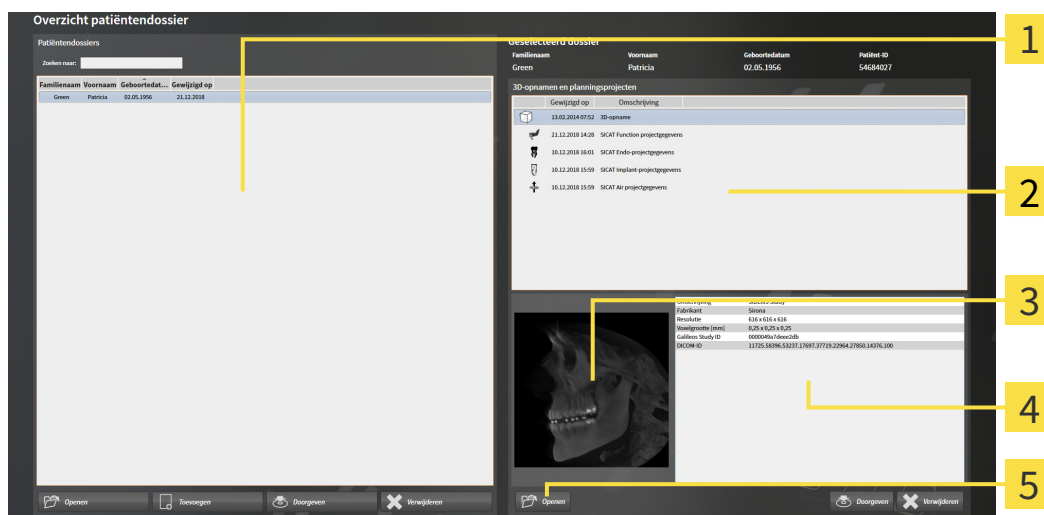 Overzicht patiëntendossier
Patiëntendossiers
Zoeken naar:
Familienaam Voornaam Geboortedat... Gewijzigd op
Green Patricia 02.05.1956 21.12.2018
Openen Toevoegen Doorgeven Verwijderen
Geselecteerd dossier
Familienaam Voornaam Geboortedatum Patiënt-ID
Green Patricia 02.05.1956 54684027
3D-opnamen en planningsprojecten
Gewijzigd op Omschrijving
13.02.2014 07:52 3D-opname
21.12.2018 14:28 SICAT Function projectgegevens
10.12.2018 16:01 SICAT Endo-projectgegevens
10.12.2018 15:59 SICAT Implant-projectgegevens
10.12.2018 15:59 SICAT Air projectgegevens
Omschrijving SIDEXIS Study
Fabrikant Sirona
Resolutie 616 x 616 x 616
Voxelgrootte [mm] 0,25 x 0,25 x 0,25
Galileos Study ID 0000049a7deee2db
DICOM-ID 11725.58396.53237.17697.37719.22964.27850.14376.100
Openen Doorgeven Verwijderen
1
2
3
4
5